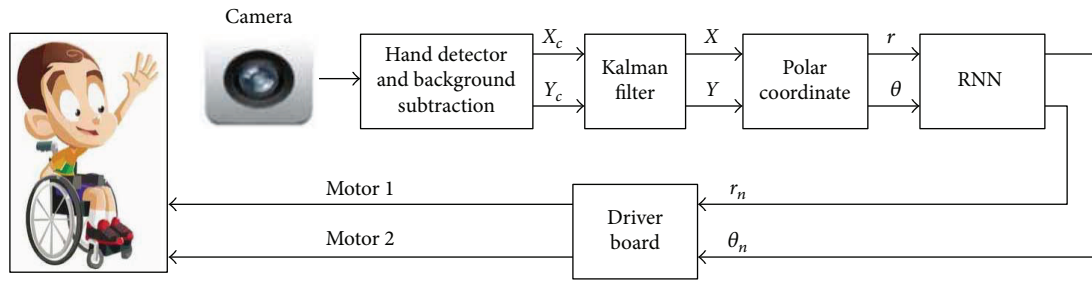 Camera
Hand detector
and background
subtraction
X_c
Y_c
Kalman
filter
X
Y
Polar
coordinate
r
θ
RNN
Motor 1
Motor 2
Driver
board
r_n
θ_n